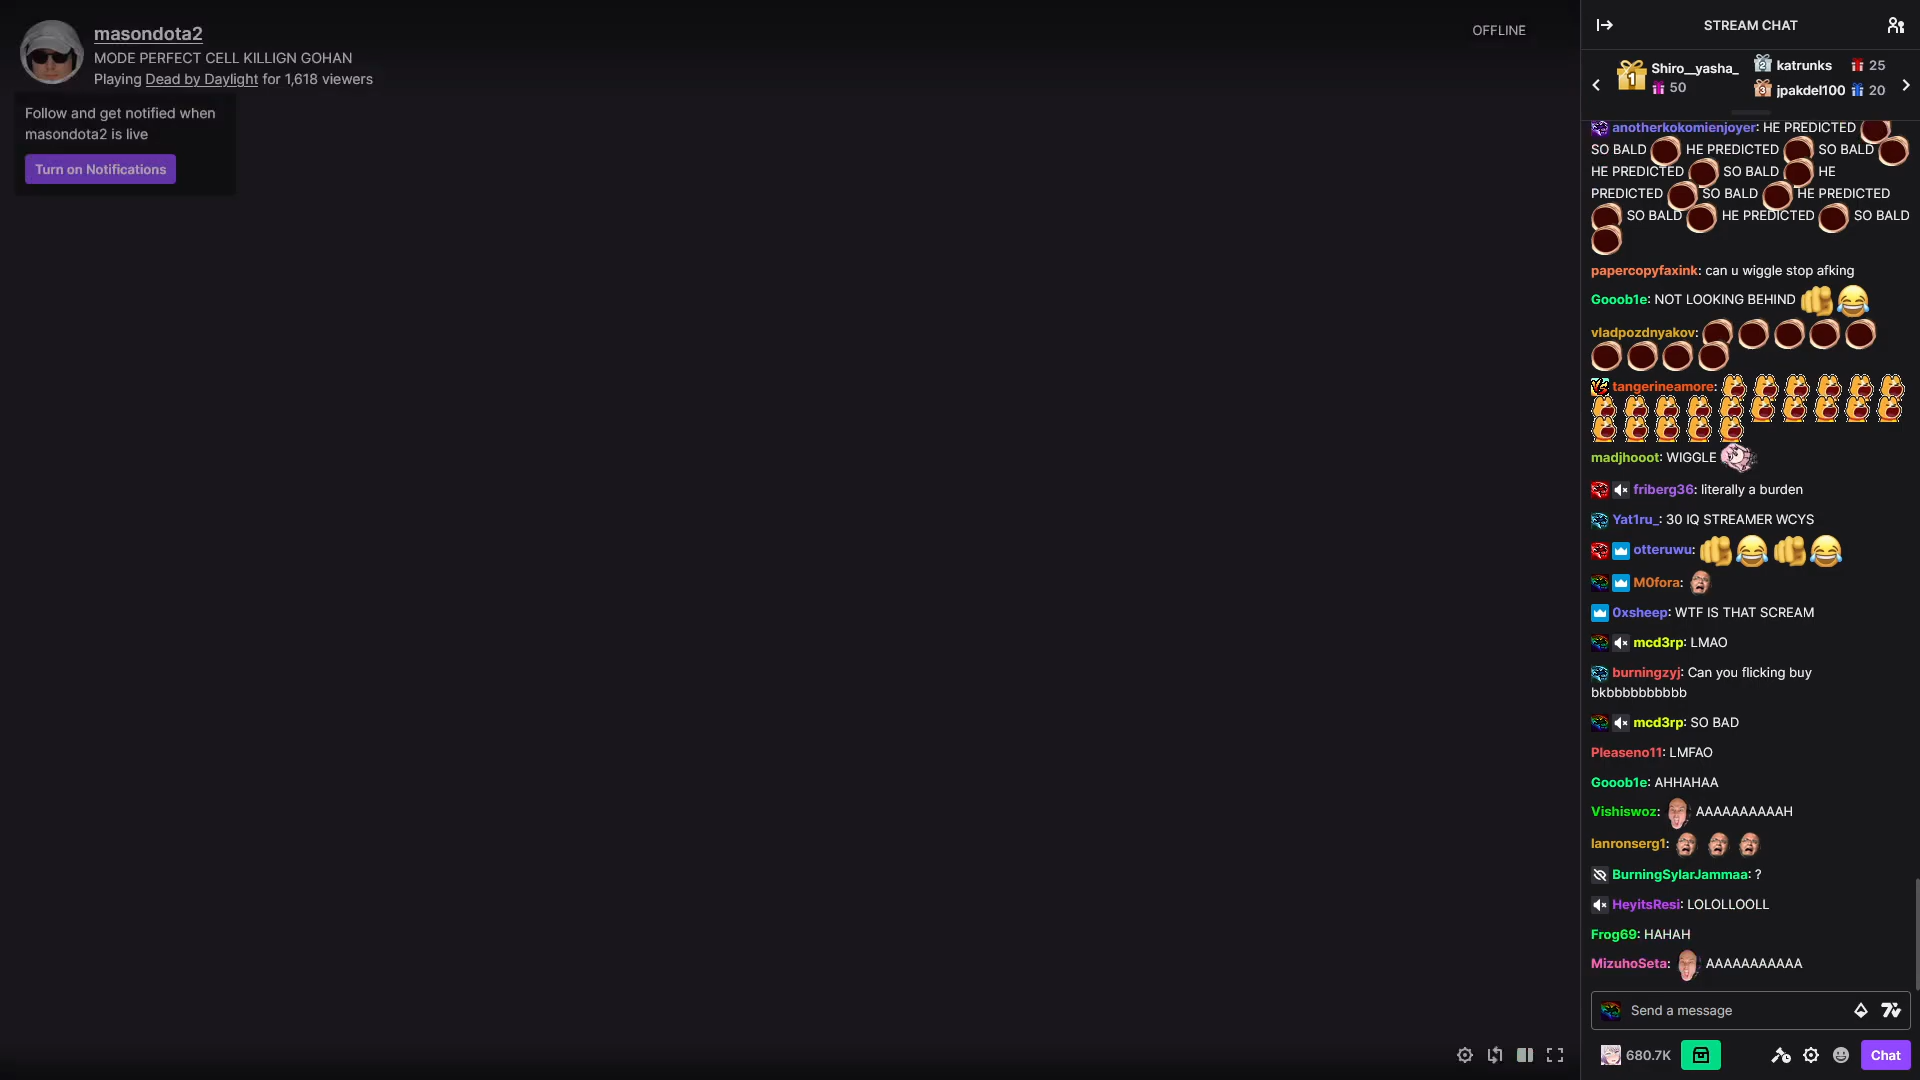 masondota2
MODE PERFECT CELL KILLIGN GOHAN
Playing Dead by Daylight for 1,618 viewers
Follow and get notified when
masondota2 is live
Turn on Notifications
OFFLINE
STREAM CHAT
1 Shiro__yasha_ 50
2 katrunks 25
3 jpakdel100 20
anotherkokomienjoyer: HE PREDICTED
SO BALD HE PREDICTED SO BALD
HE PREDICTED SO BALD HE
PREDICTED SO BALD HE PREDICTED
SO BALD HE PREDICTED SO BALD
papercopyfaxink: can u wiggle stop afking
Gooob1e: NOT LOOKING BEHIND
vladpozdnyakov:
tangerineamore:
madjhooot: WIGGLE
friberg36: literally a burden
Yat1ru_: 30 IQ STREAMER WCYS
otteruwu:
M0fora:
0xsheep: WTF IS THAT SCREAM
mcd3rp: LMAO
burningzyj: Can you flicking buy
bkbbbbbbbbbb
mcd3rp: SO BAD
Pleaseno11: LMFAO
Gooob1e: AHHAHAA
Vishiswoz: AAAAAAAAAAH
BurningSylarJammaa: ?
HeyitsResi: LOLOLLOOLL
Frog69: HAHAH
MizuhoSeta: AAAAAAAAAAA
Send a message
680.7K
Chat